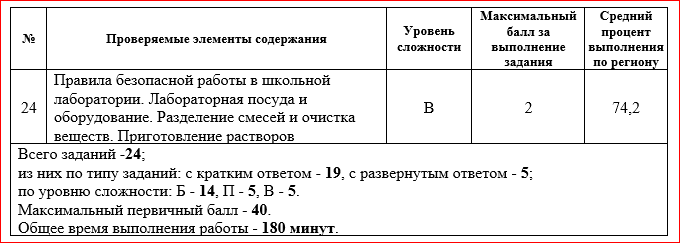 №
Проверяемые элементы содержания
Уровень
сложности
Максимальный
балл за
выполнение
задания
Средний
процент
выполнения
по региону
24
Правила безопасной работы в школьной
лаборатории. Лабораторная посуда и
оборудование. Разделение смесей и очистка
веществ. Приготовление растворов
В
2
74,2
Всего заданий -24;
из них по типу заданий: с кратким ответом - 19, с развернутым ответом - 5;
по уровню сложности: Б - 14, П - 5, В - 5.
Максимальный первичный балл - 40.
Общее время выполнения работы - 180 минут.